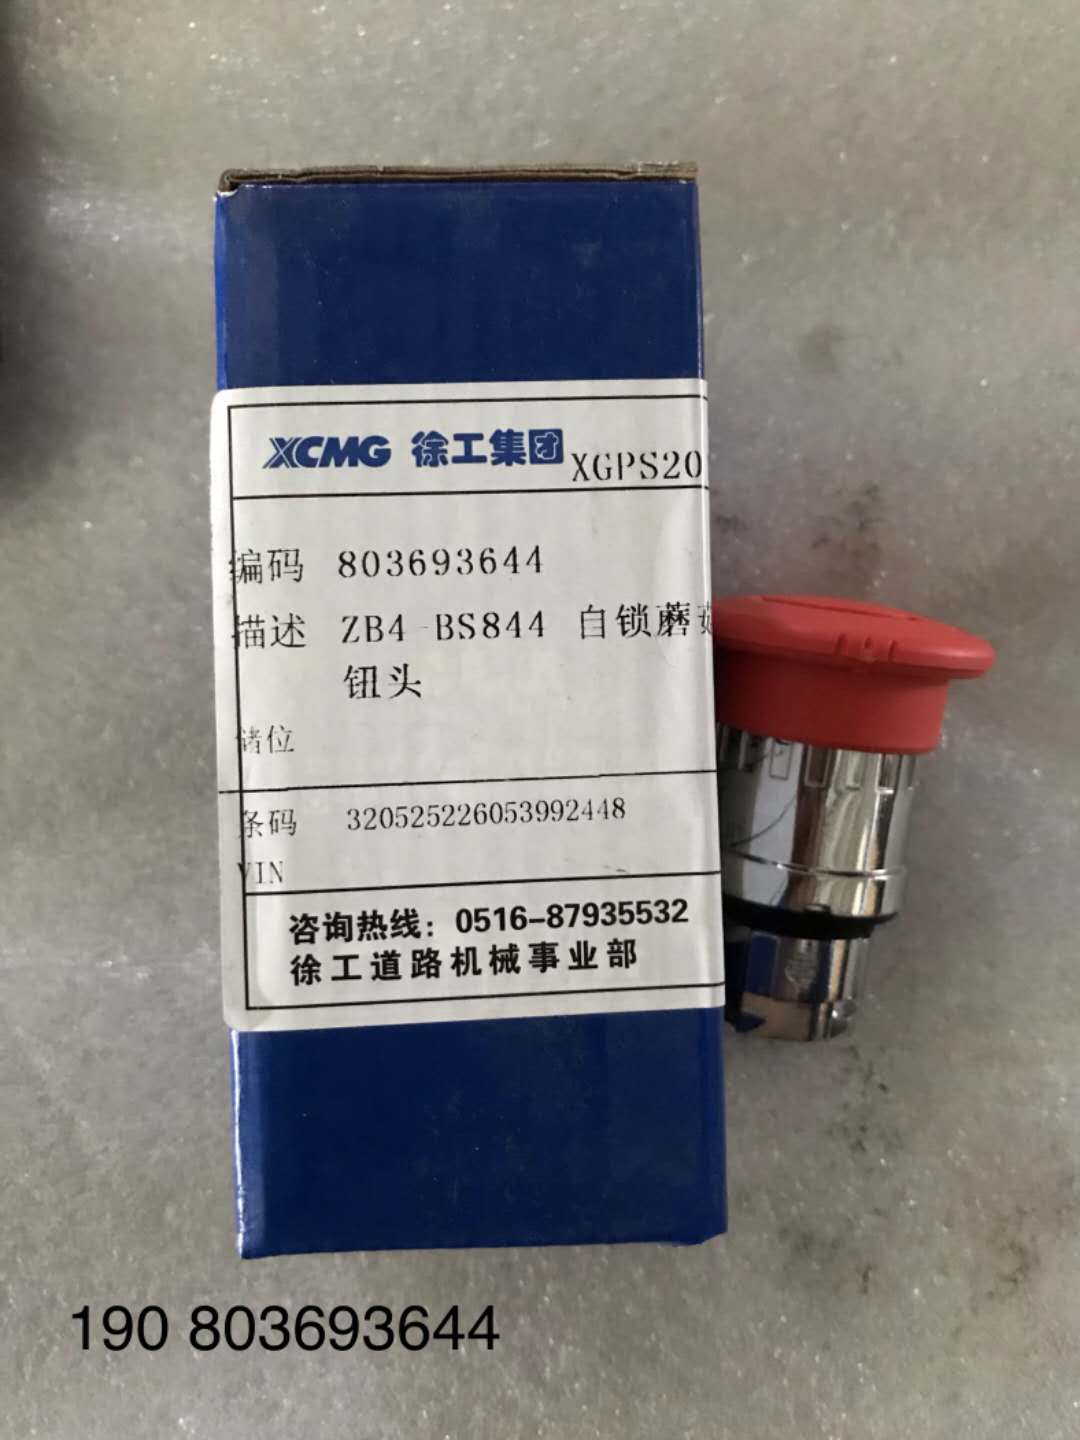 XCMG 徐工集团 XGPS20
编码 803693644
描述 ZB4-BS844 自锁蘑菇
钮头
储位
条码 320525226053992448
VIN
咨询热线：0516-87935532
徐工道路机械事业部
190 803693644